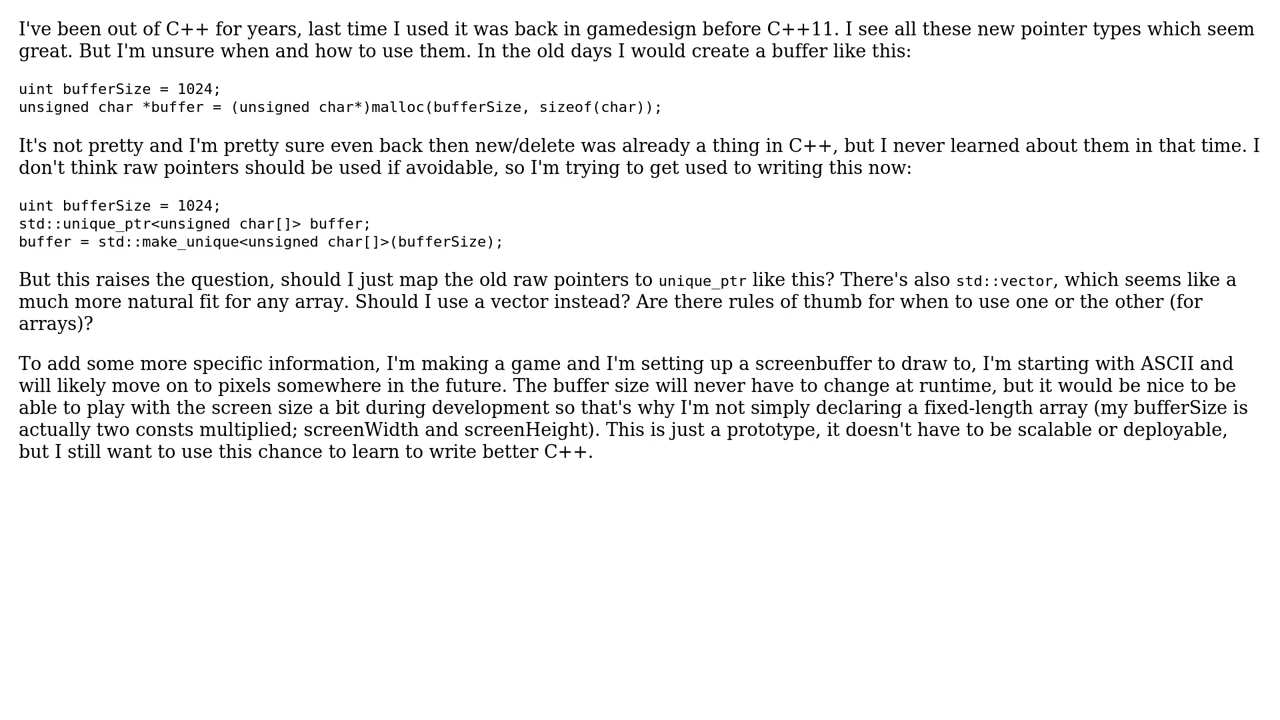 I've been out of C++ for years, last time I used it was back in gamedesign before C++11. I see all these new pointer types which seem
great. But I'm unsure when and how to use them. In the old days I would create a buffer like this:
uint bufferSize = 1024;
unsigned char *buffer = (unsigned char*)malloc(bufferSize, sizeof(char));
It's not pretty and I'm pretty sure even back then new/delete was already a thing in C++, but I never learned about them in that time. I
don't think raw pointers should be used if avoidable, so I'm trying to get used to writing this now:
uint bufferSize = 1024;
std::unique_ptr<unsigned char[]> buffer;
buffer = std::make_unique<unsigned char[]>(bufferSize);
But this raises the question, should I just map the old raw pointers to unique_ptr like this? There's also std::vector, which seems like a
much more natural fit for any array. Should I use a vector instead? Are there rules of thumb for when to use one or the other (for
arrays)?
To add some more specific information, I'm making a game and I'm setting up a screenbuffer to draw to, I'm starting with ASCII and
will likely move on to pixels somewhere in the future. The buffer size will never have to change at runtime, but it would be nice to be
able to play with the screen size a bit during development so that's why I'm not simply declaring a fixed-length array (my bufferSize is
actually two consts multiplied; screenWidth and screenHeight). This is just a prototype, it doesn't have to be scalable or deployable,
but I still want to use this chance to learn to write better C++.